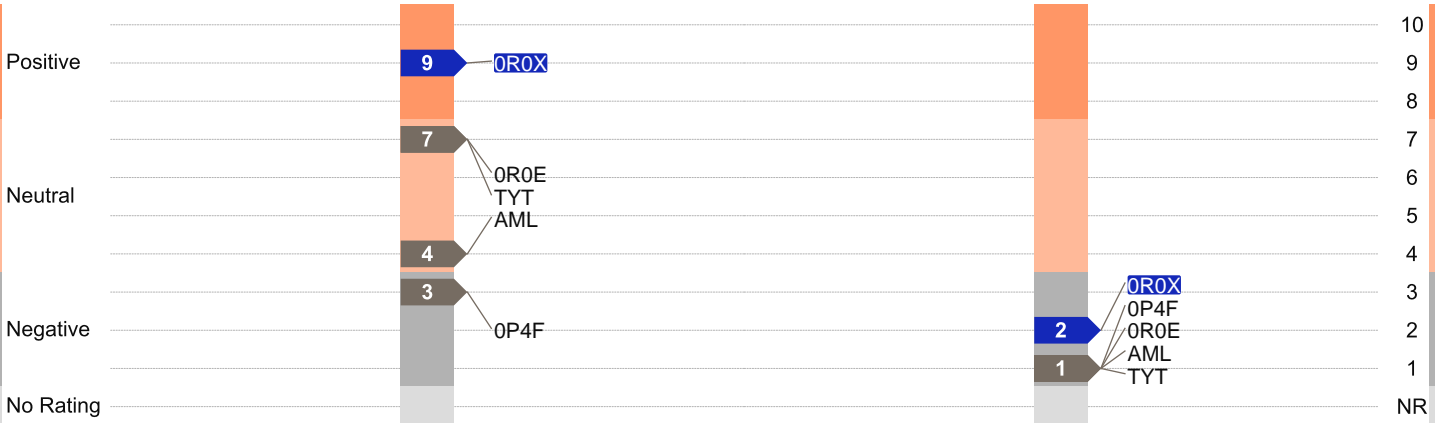 10
Positive
9
0R0X
9
8
7
7
0R0E
6
Neutral
TYT
AML
5
4
4
3
0R0X
3
0P4F
Negative
0P4F
2
0R0E
2
AML
1
TYT
1
No Rating
NR